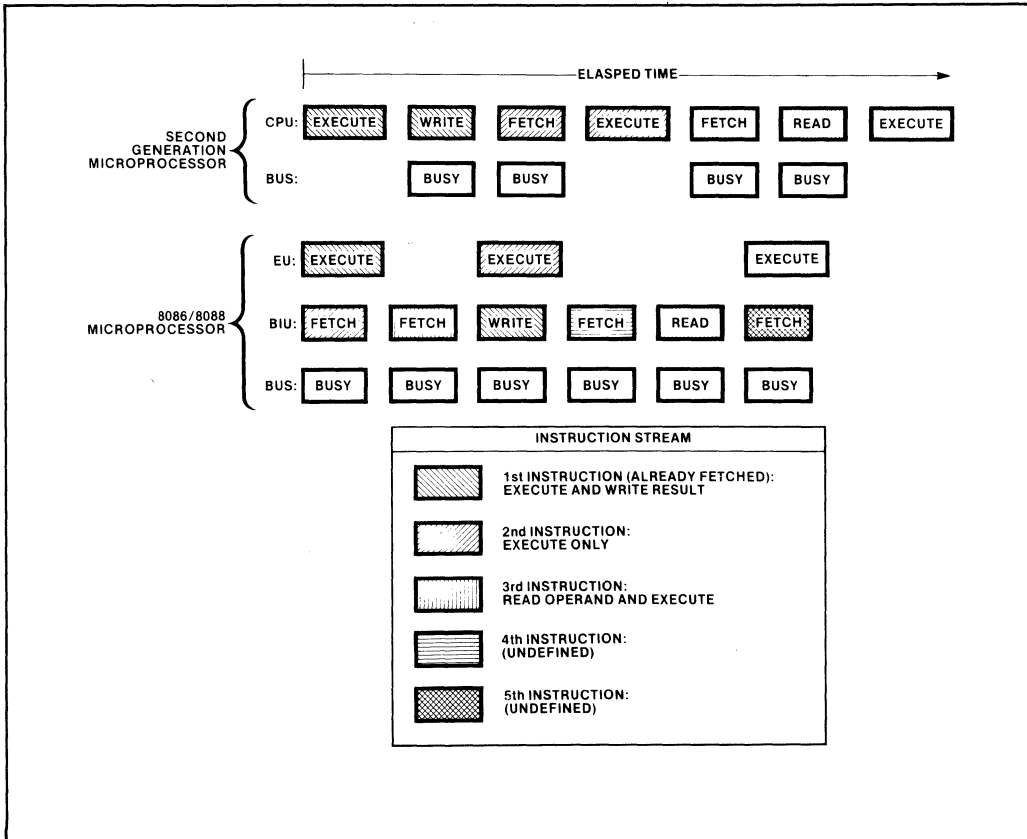 ELASPED TIME
SECOND
GENERATION
MICROPROCESSOR
CPU: EXECUTE WRITE FETCH EXECUTE FETCH READ EXECUTE
BUS: BUSY BUSY BUSY BUSY
8086/8088
MICROPROCESSOR
EU: EXECUTE EXECUTE EXECUTE
BIU: FETCH FETCH WRITE FETCH READ FETCH
BUS: BUSY BUSY BUSY BUSY BUSY BUSY
INSTRUCTION STREAM
1st INSTRUCTION (ALREADY FETCHED):
EXECUTE AND WRITE RESULT
2nd INSTRUCTION:
EXECUTE ONLY
3rd INSTRUCTION:
READ OPERAND AND EXECUTE
4th INSTRUCTION:
(UNDEFINED)
5th INSTRUCTION:
(UNDEFINED)